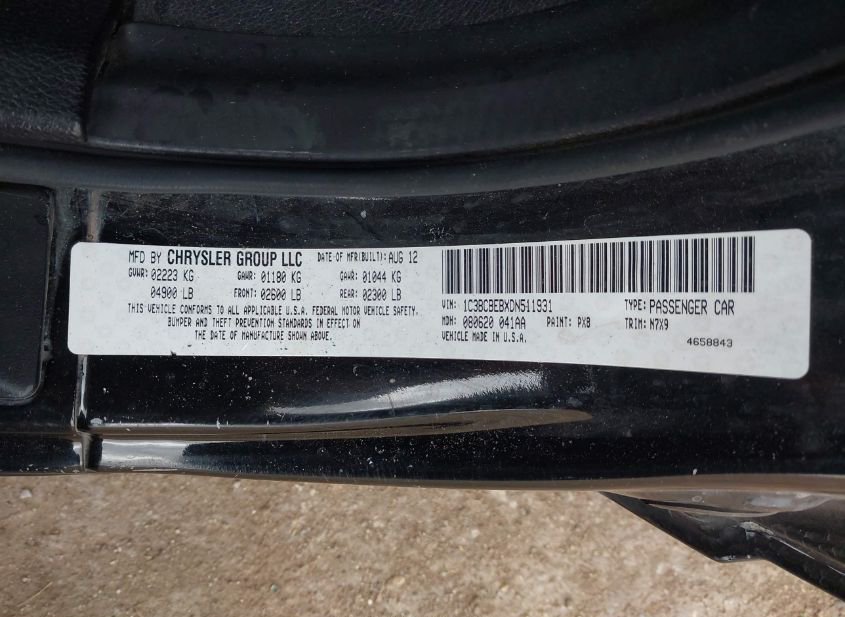 MFD BY CHRYSLER GROUP LLC DATE OF MFR(BUILT): AUG 12
GVWR: 02223 KG GAWR: 01180 KG GAWR: 01044 KG
04900 LB FRONT: 02600 LB REAR: 02300 LB
THIS VEHICLE CONFORMS TO ALL APPLICABLE U.S.A. FEDERAL MOTOR VEHICLE SAFETY,
BUMPER AND THEFT PREVENTION STANDARDS IN EFFECT ON
THE DATE OF MANUFACTURE SHOWN ABOVE.
VIN: 1C3BCBEBXDN511931 TYPE: PASSENGER CAR
MDH: 080620 041AA PAINT: PX8 TRIM: N7X9
VEHICLE MADE IN U.S.A.
4658843